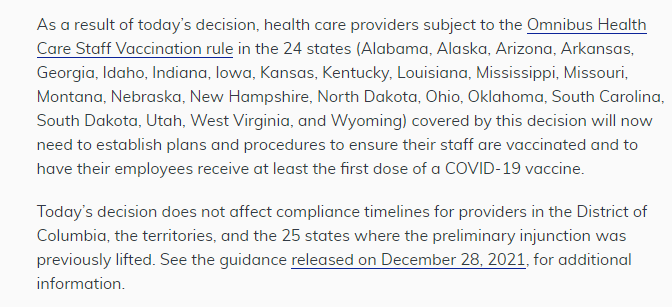 As a result of today's decision, health care providers subject to the Omnibus Health
Care Staff Vaccination rule in the 24 states (Alabama, Alaska, Arizona, Arkansas,
Georgia, Idaho, Indiana, Iowa, Kansas, Kentucky, Louisiana, Mississippi, Missouri,
Montana, Nebraska, New Hampshire, North Dakota, Ohio, Oklahoma, South Carolina,
South Dakota, Utah, West Virginia, and Wyoming) covered by this decision will now
need to establish plans and procedures to ensure their staff are vaccinated and to
have their employees receive at least the first dose of a COVID-19 vaccine.
Today's decision does not affect compliance timelines for providers in the District of
Columbia, the territories, and the 25 states where the preliminary injunction was
previously lifted. See the guidance released on December 28, 2021, for additional
information.